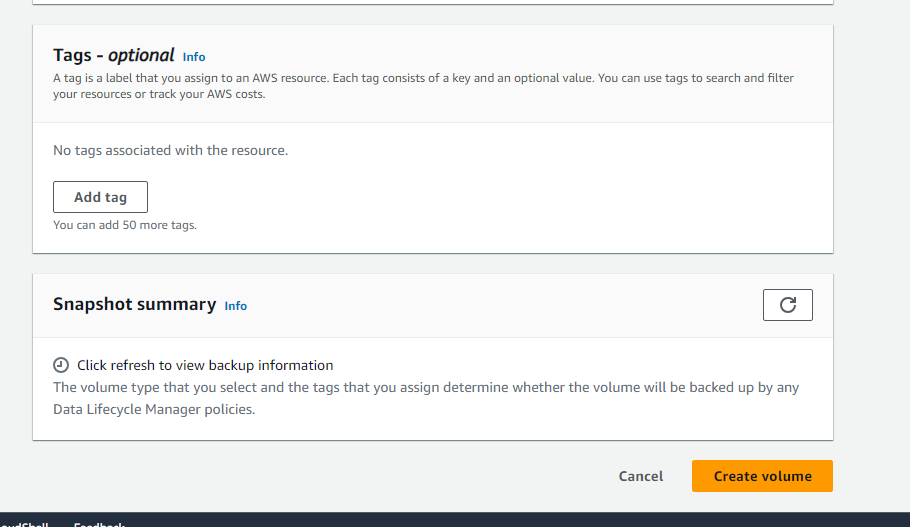 Tags - optional Info
A tag is a label that you assign to an AWS resource. Each tag consists of a key and an optional value. You can use tags to search and filter
your resources or track your AWS costs.
No tags associated with the resource.
Add tag
You can add 50 more tags.
Snapshot summary Info
Click refresh to view backup information
The volume type that you select and the tags that you assign determine whether the volume will be backed up by any
Data Lifecycle Manager policies.
Cancel Create volume